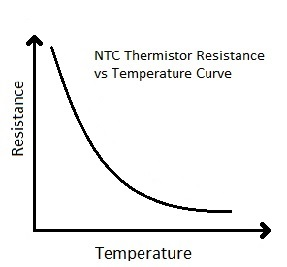 NTC Thermistor Resistance
vs Temperature Curve
Resistance
Temperature